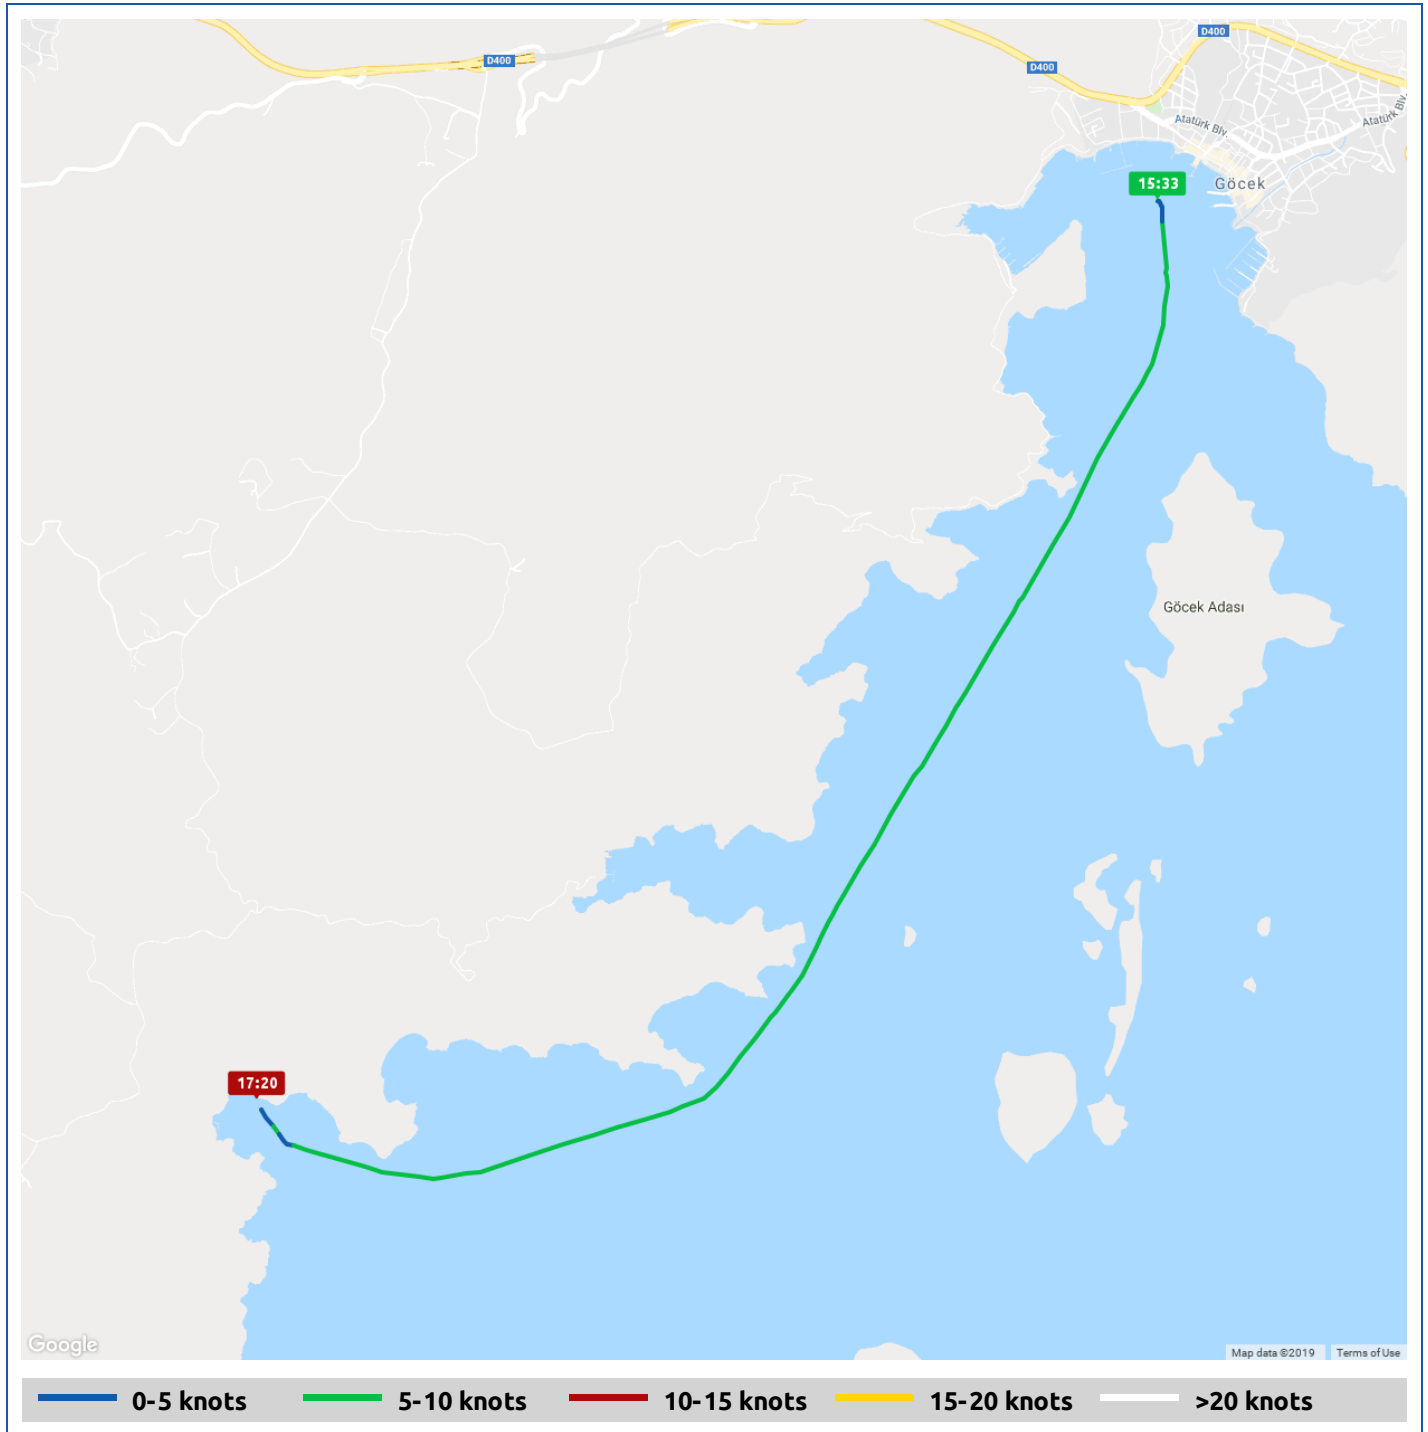 D400
D400
D400
Atatürk Blv.
Atatürk Blv.
15:33
Göcek
Göcek Adası
17:20
Google
Map data ©2019
Terms of Use
0-5 knots
5-10 knots
10-15 knots
15-20 knots
>20 knots